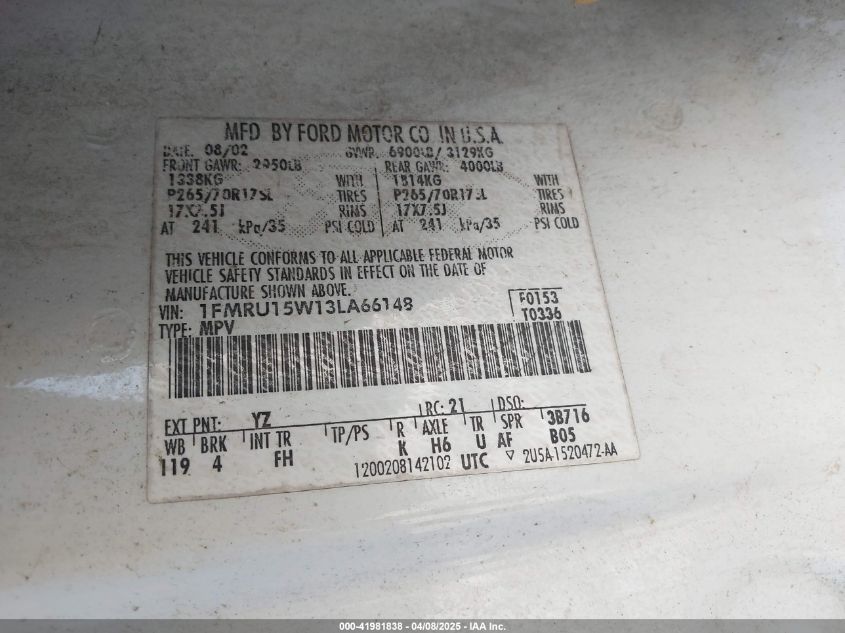 MFD BY FORD MOTOR CO IN U.S.A.
DATE: 08/02 GVWR: 6900LB/ 3129KG
FRONT GAWR: 2950LB REAR GAWR: 4000LB
1338KG WITH 1814KG WITH
P265/70R17SL TIRES P265/70R17SL TIRES
17X7.5J RIMS 17X7.5J RIMS
AT 241 kPa/35 PSI COLD AT 241 kPa/35 PSI COLD
THIS VEHICLE CONFORMS TO ALL APPLICABLE FEDERAL MOTOR
VEHICLE SAFETY STANDARDS IN EFFECT ON THE DATE OF
MANUFACTURE SHOWN ABOVE.
VIN: 1FMRU15W13LA66148 F0153
TYPE: MPV T0336
EXT PNT: YZ RC: 21 DSO:
WB BRK INT TR TP/PS R AXLE TR SPR 3B716
119 4 FH K H6 U AF B05
1200208142102 UTC ▽ 2U5A-1520472-AA
000-41981838 - 04/08/2025 - IAA Inc.